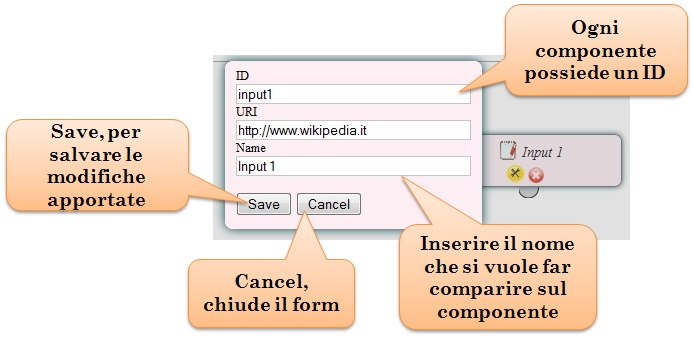 Ogni
componente
possiede un ID
ID
input1
URI
http://www.wikipedia.it
Name
Input 1
Save
Cancel
Input 1
Save, per
salvare le
modifiche
apportate
Cancel,
chiude il form
Inserire il nome
che si vuole far
comparire sul
componente